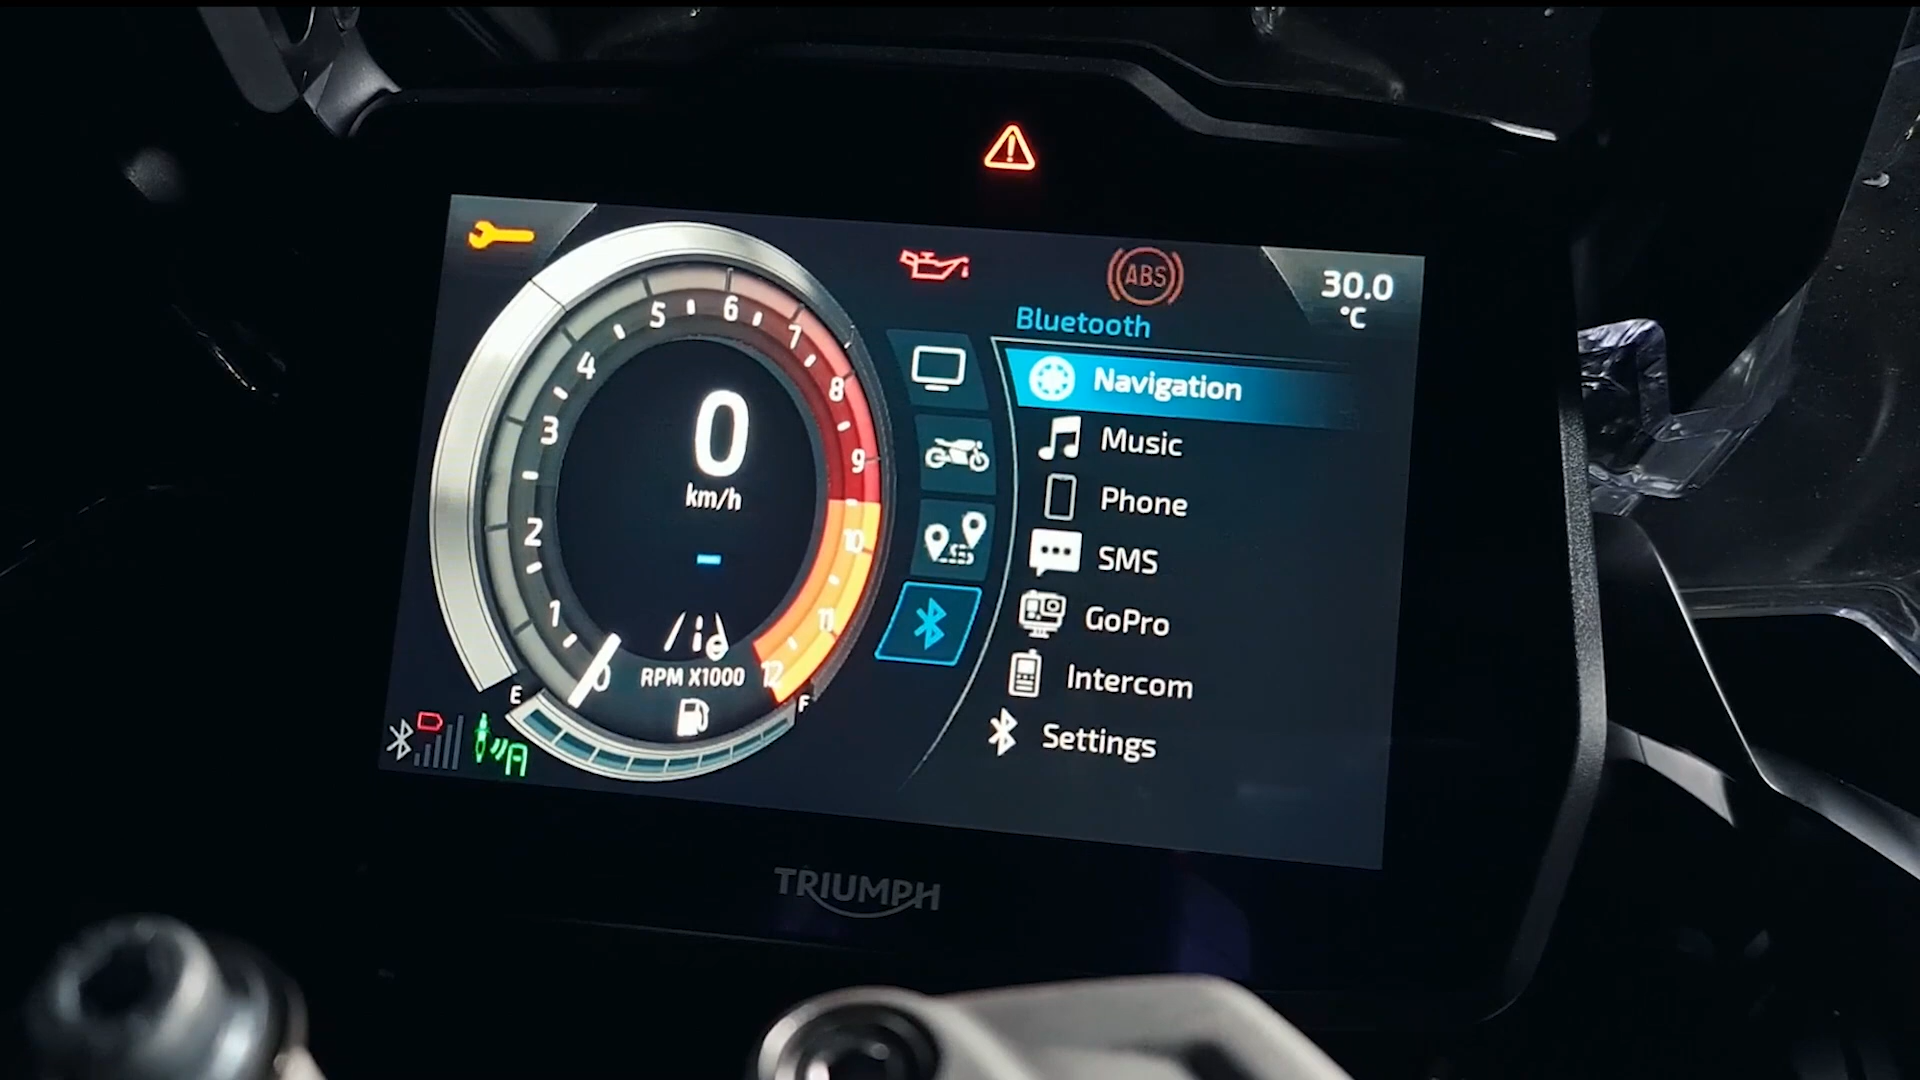 ABS
30.0
°C
Bluetooth
Navigation
Music
Phone
SMS
GoPro
Intercom
Settings
0
km/h
0
1
2
3
4
5
6
7
8
9
10
11
12
RPM X1000
E
F
A
TRIUMPH